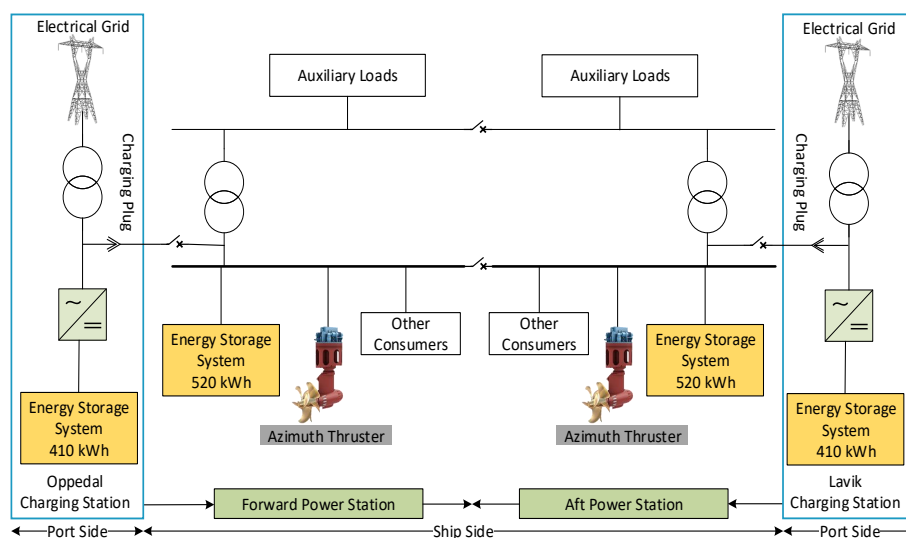 Electrical Grid
Electrical Grid
Auxiliary Loads
Auxiliary Loads
Charging Plug
Charging Plug
~
=
~
=
Energy Storage
System
520 kWh
Other
Consumers
Other
Consumers
Energy Storage
System
520 kWh
Energy Storage
System
410 kWh
Azimuth Thruster
Azimuth Thruster
Energy Storage
System
410 kWh
Oppedal
Charging Station
Forward Power Station
Aft Power Station
Lavik
Charging Station
Port Side
Ship Side
Port Side